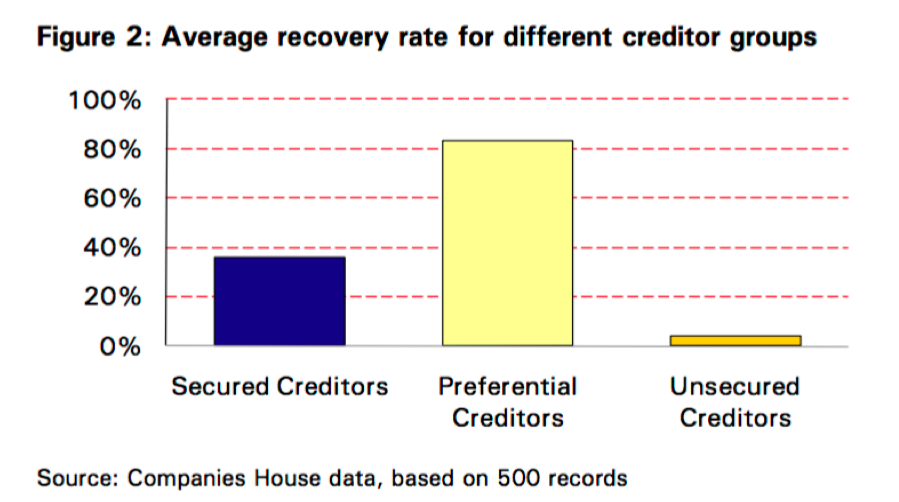 Figure 2: Average recovery rate for different creditor groups
100%
80%
60%
40%
20%
0%
Secured Creditors
Preferential
Creditors
Unsecured
Creditors
Source: Companies House data, based on 500 records